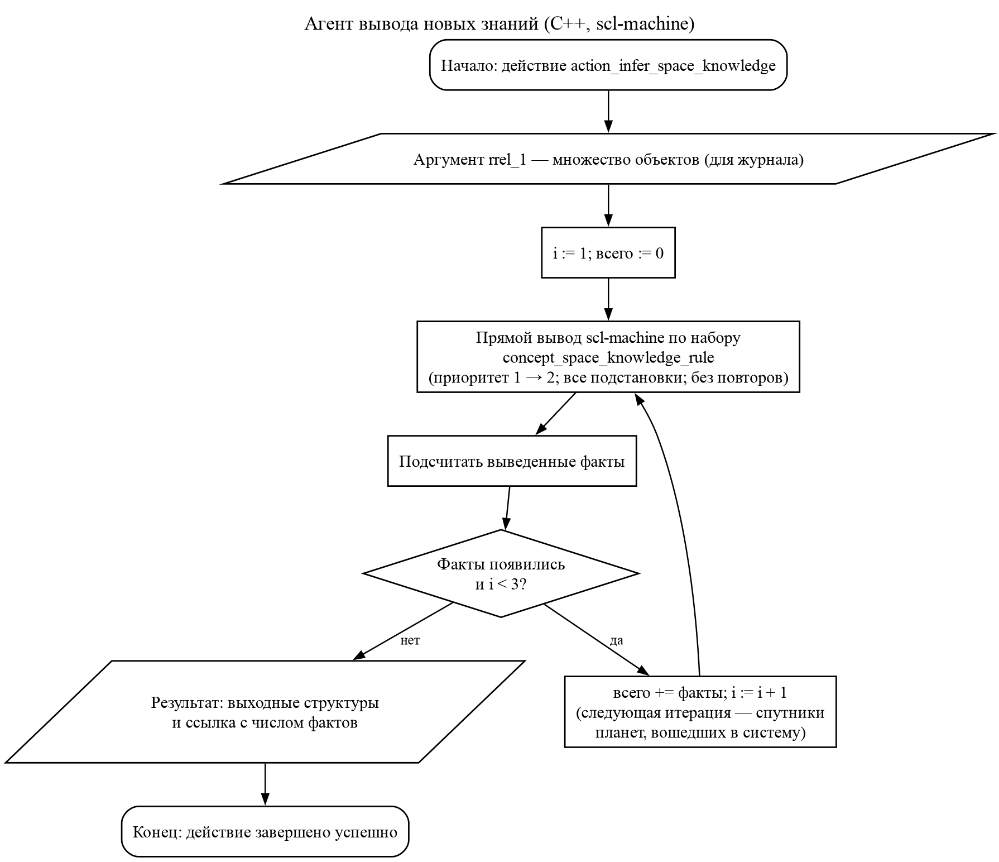 Агент вывода новых знаний (C++, scl-machine)
Начало: действие action_infer_space_knowledge
Аргумент rrel_1 — множество объектов (для журнала)
i := 1; всего := 0
Прямой вывод scl-machine по набору
concept_space_knowledge_rule
(приоритет 1 → 2; все подстановки; без повторов)
Подсчитать выведенные факты
Факты появились
и i < 3?
нет
да
Результат: выходные структуры
и ссылка с числом фактов
всего += факты; i := i + 1
(следующая итерация — спутники
планет, вошедших в систему)
Конец: действие завершено успешно